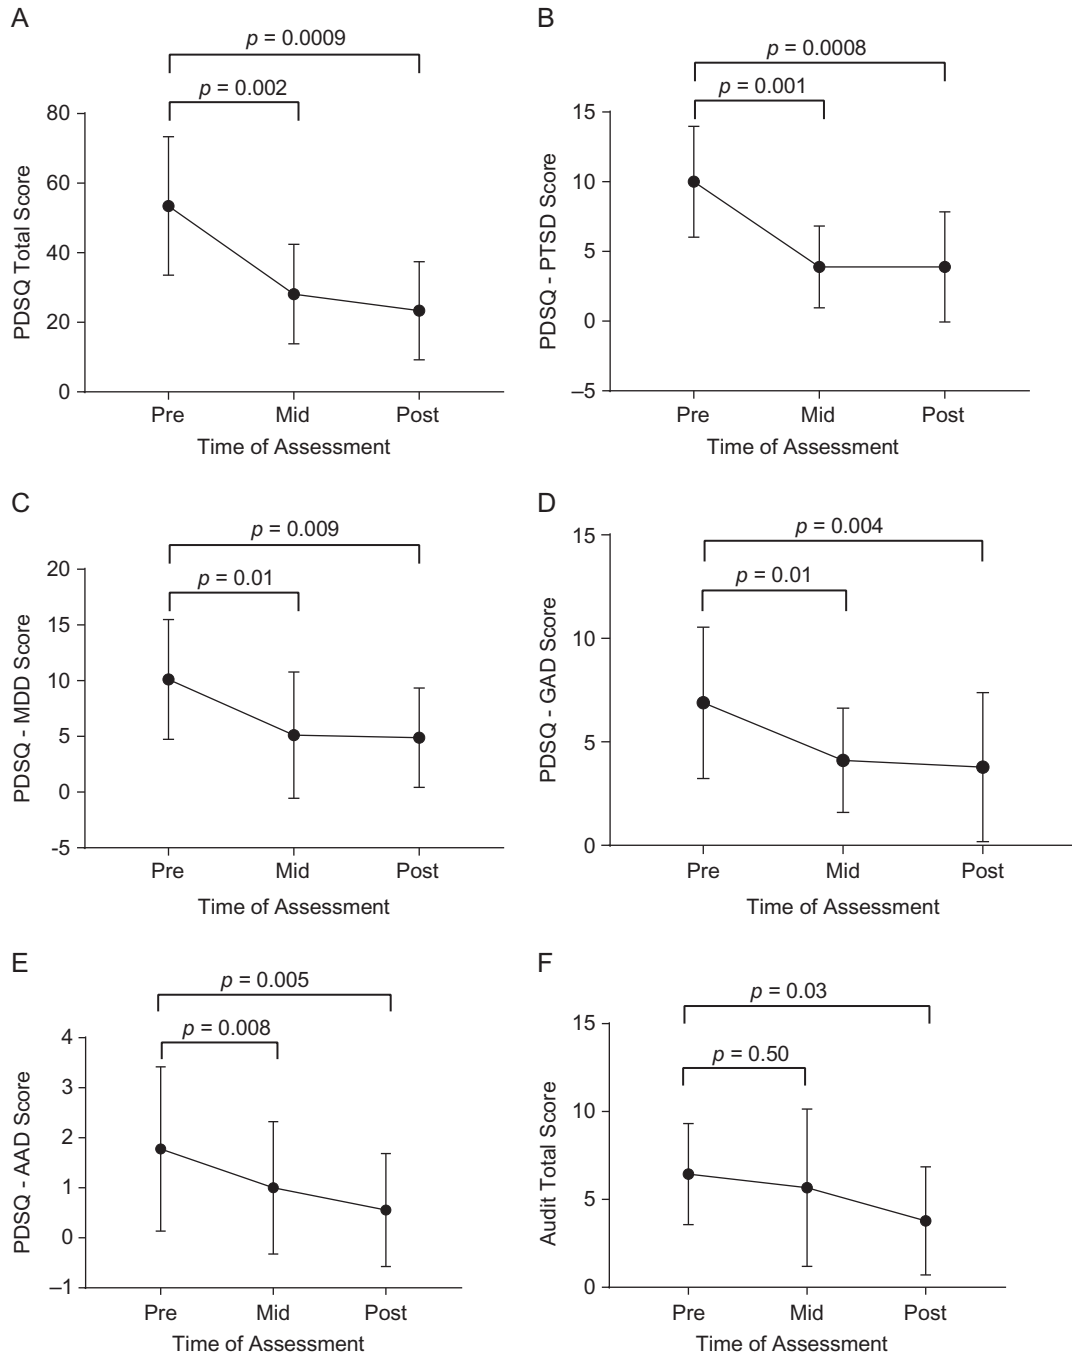 A
p = 0.0009
p = 0.002
80
60
40
20
0
PDSQ Total Score
Pre Mid Post
Time of Assessment
B
p = 0.0008
p = 0.001
15
10
5
0
–5
PDSQ - PTSD Score
Pre Mid Post
Time of Assessment
C
p = 0.009
p = 0.01
20
15
10
5
0
-5
PDSQ - MDD Score
Pre Mid Post
Time of Assessment
D
p = 0.004
p = 0.01
15
10
5
0
PDSQ - GAD Score
Pre Mid Post
Time of Assessment
E
p = 0.005
p = 0.008
4
3
2
1
0
–1
PDSQ - AAD Score
Pre Mid Post
Time of Assessment
F
p = 0.03
p = 0.50
15
10
5
0
Audit Total Score
Pre Mid Post
Time of Assessment